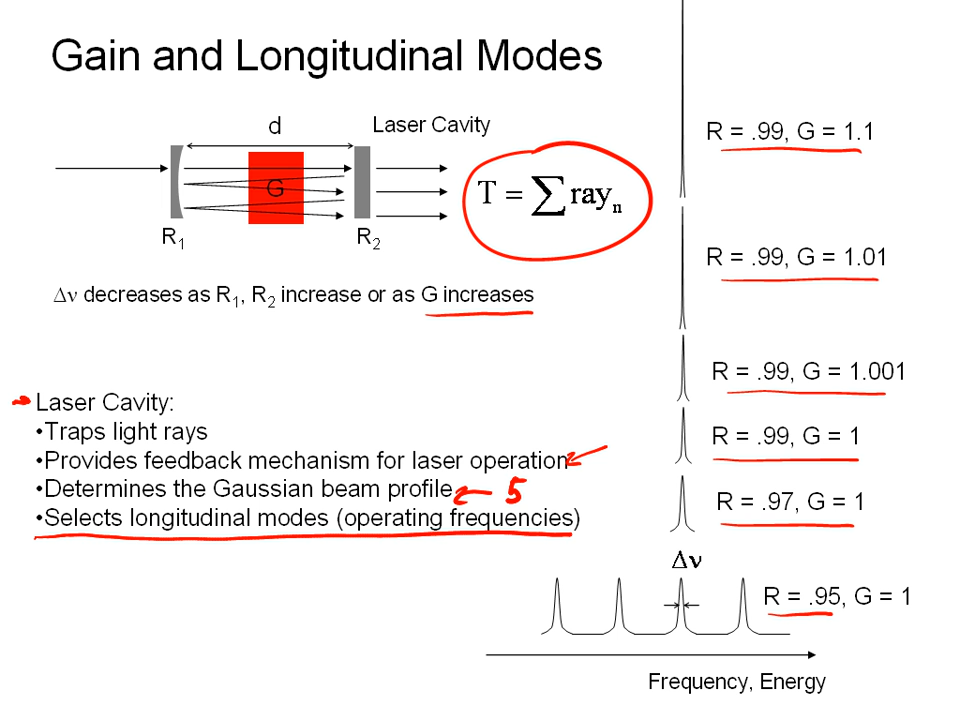 Gain and Longitudinal Modes
d
Laser Cavity
G
R₁
R₂
T = ∑ rayₙ
Δν decreases as R₁, R₂ increase or as G increases
Laser Cavity:
•Traps light rays
•Provides feedback mechanism for laser operation
•Determines the Gaussian beam profile 5
•Selects longitudinal modes (operating frequencies)
R = .99, G = 1.1
R = .99, G = 1.01
R = .99, G = 1.001
R = .99, G = 1
R = .97, G = 1
Δν
R = .95, G = 1
Frequency, Energy